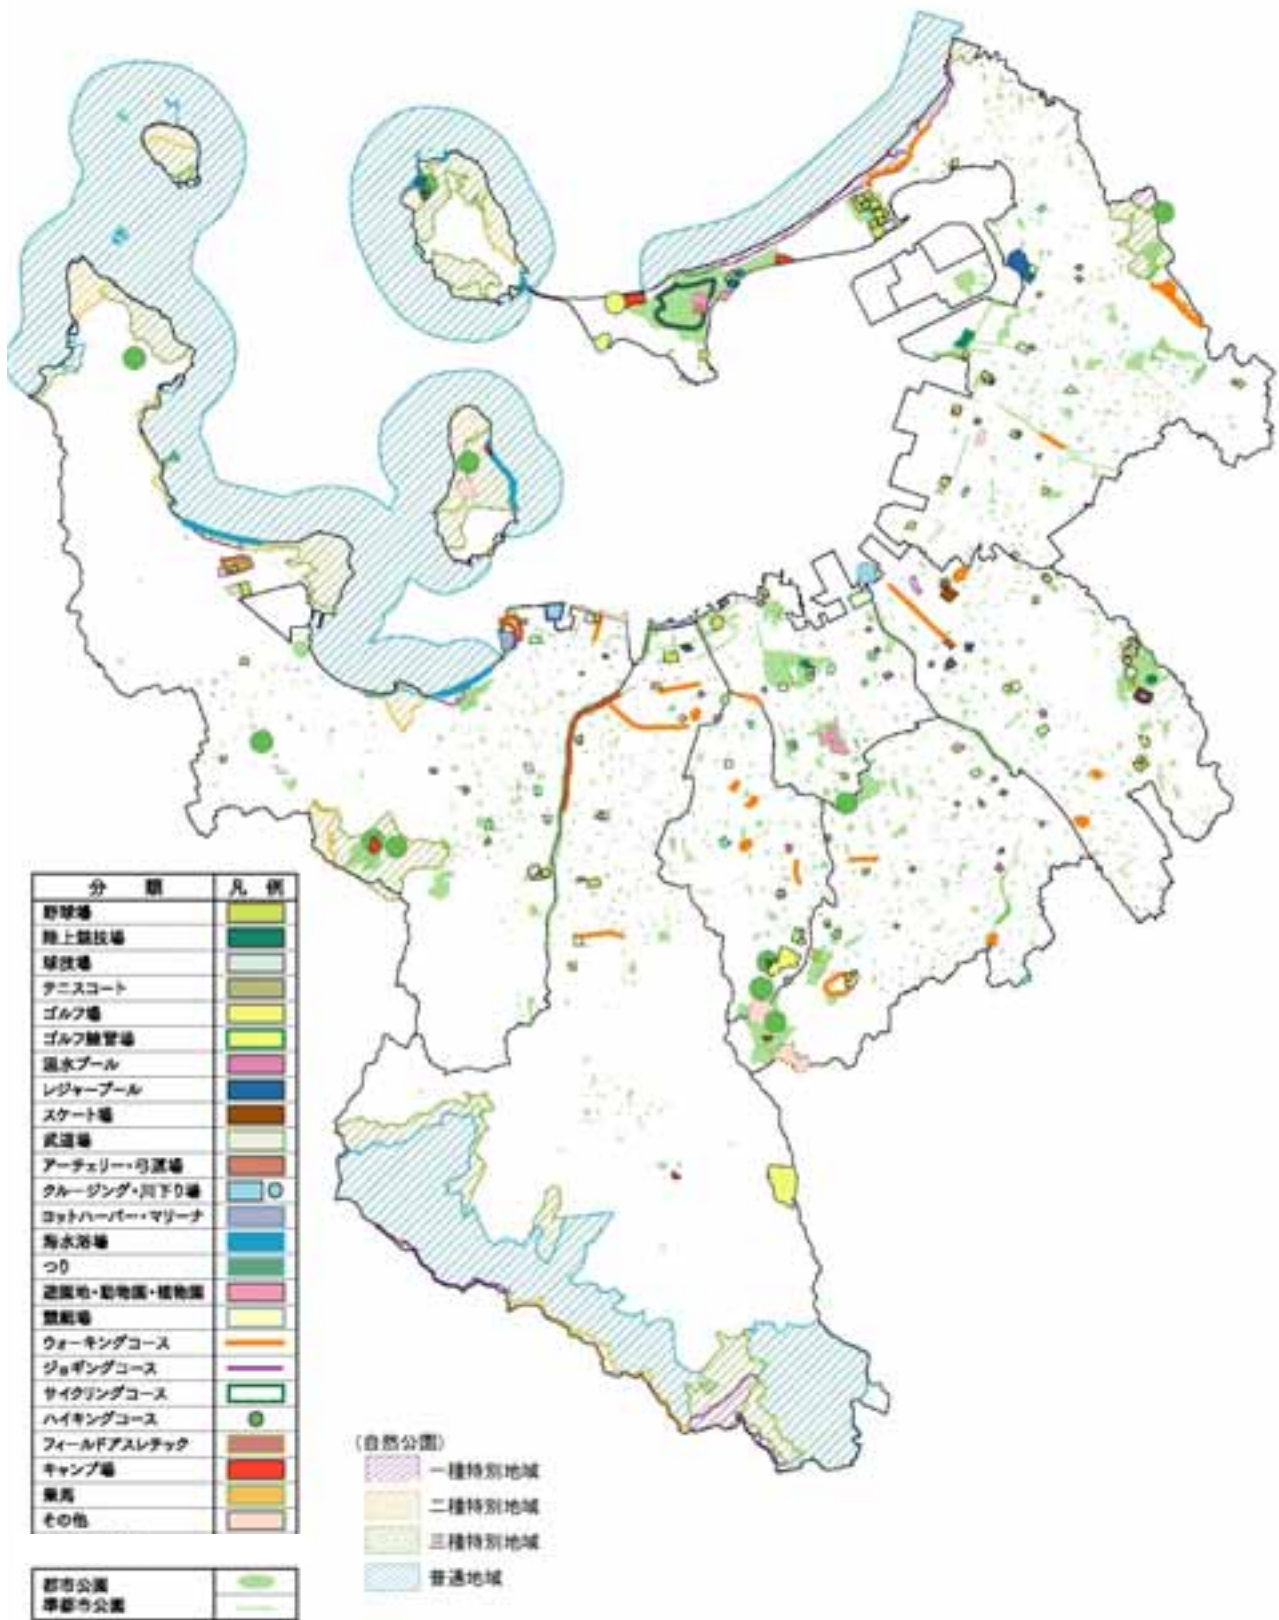 分 類 凡 例
野球場
陸上競技場
球技場
テニスコート
ゴルフ場
ゴルフ練習場
温水プール
レジャープール
スケート場
武道場
アーチェリー・弓道場
クルージング・川下り場
ヨットハーバー・マリーナ
海水浴場
つり
遊園地・動物園・植物園
競艇場
ウォーキングコース
ジョギングコース
サイクリングコース
ハイキングコース
フィールドアスレチック
キャンプ場
乗馬
その他
都市公園
準都市公園
(自然公園)
一種特別地域
二種特別地域
三種特別地域
普通地域